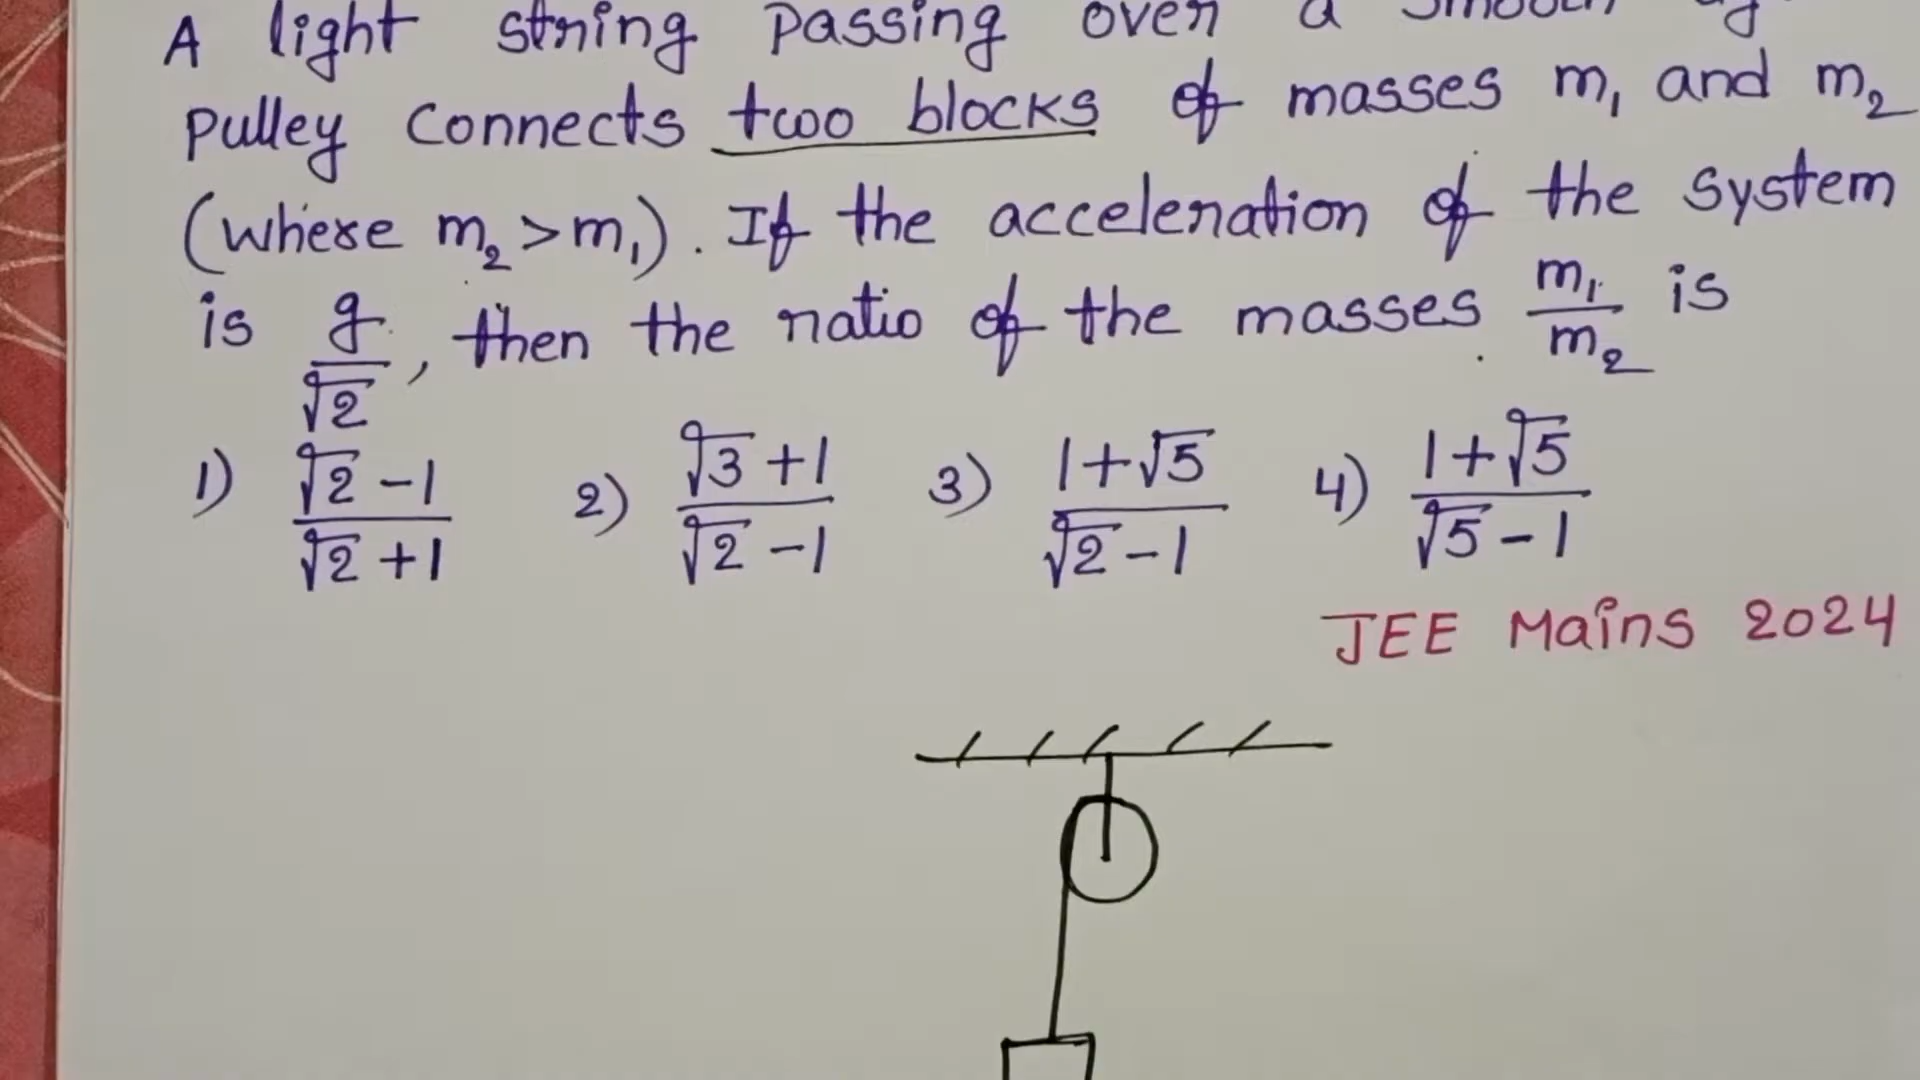 A light string passing over a smooth
pulley connects two blocks of masses m₁ and m₂
(where m₂ > m₁). If the acceleration of the system
is g/√2, then the ratio of the masses m₁/m₂ is
1) (√2 - 1)/(√2 + 1) 2) (√3 + 1)/(√2 - 1) 3) (1 + √5)/(√2 - 1) 4) (1 + √5)/(√5 - 1)
JEE Mains 2024